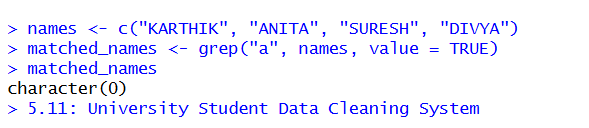 > names <- c("KARTHIK", "ANITA", "SURESH", "DIVYA")
> matched_names <- grep("a", names, value = TRUE)
> matched_names
character(0)
> 5.11: University Student Data Cleaning System